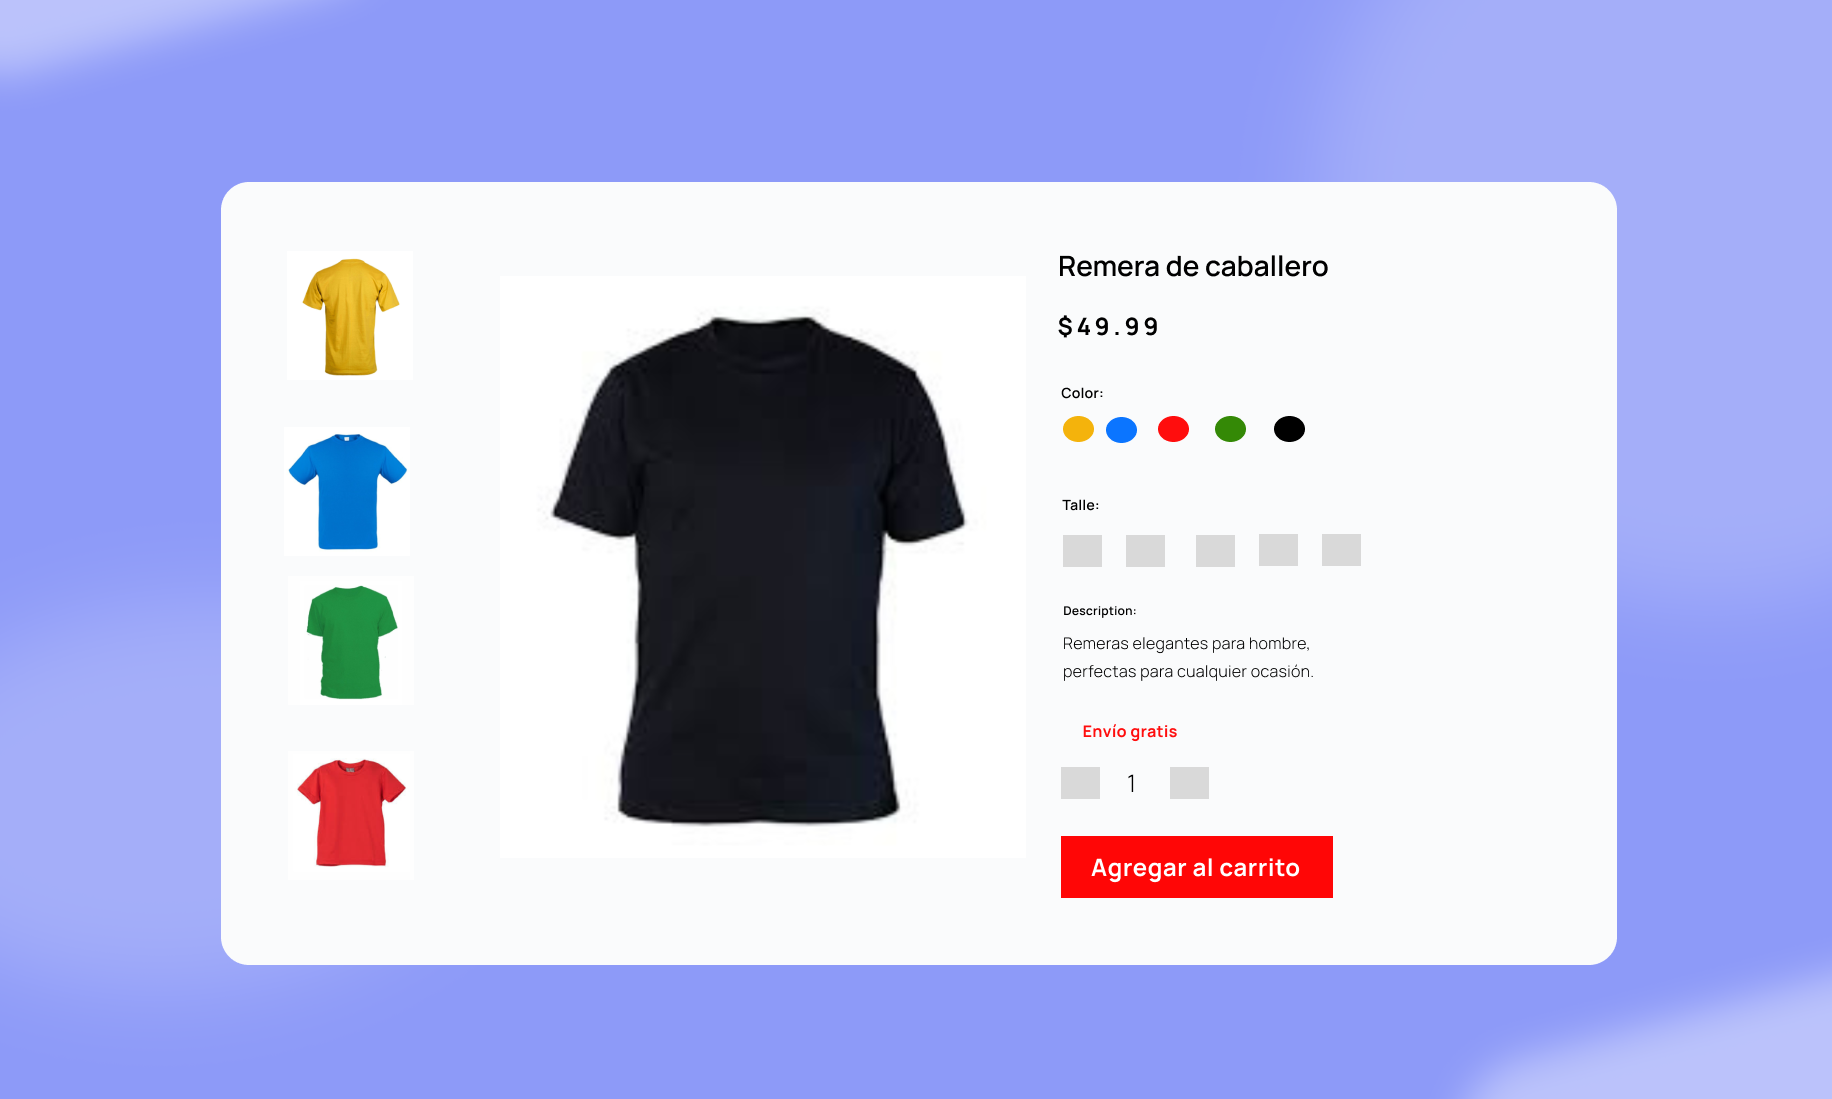 Remera de caballero
$49.99
Color:
Talle:
Description:
Remeras elegantes para hombre,
perfectas para cualquier ocasión.
Envío gratis
1
Agregar al carrito